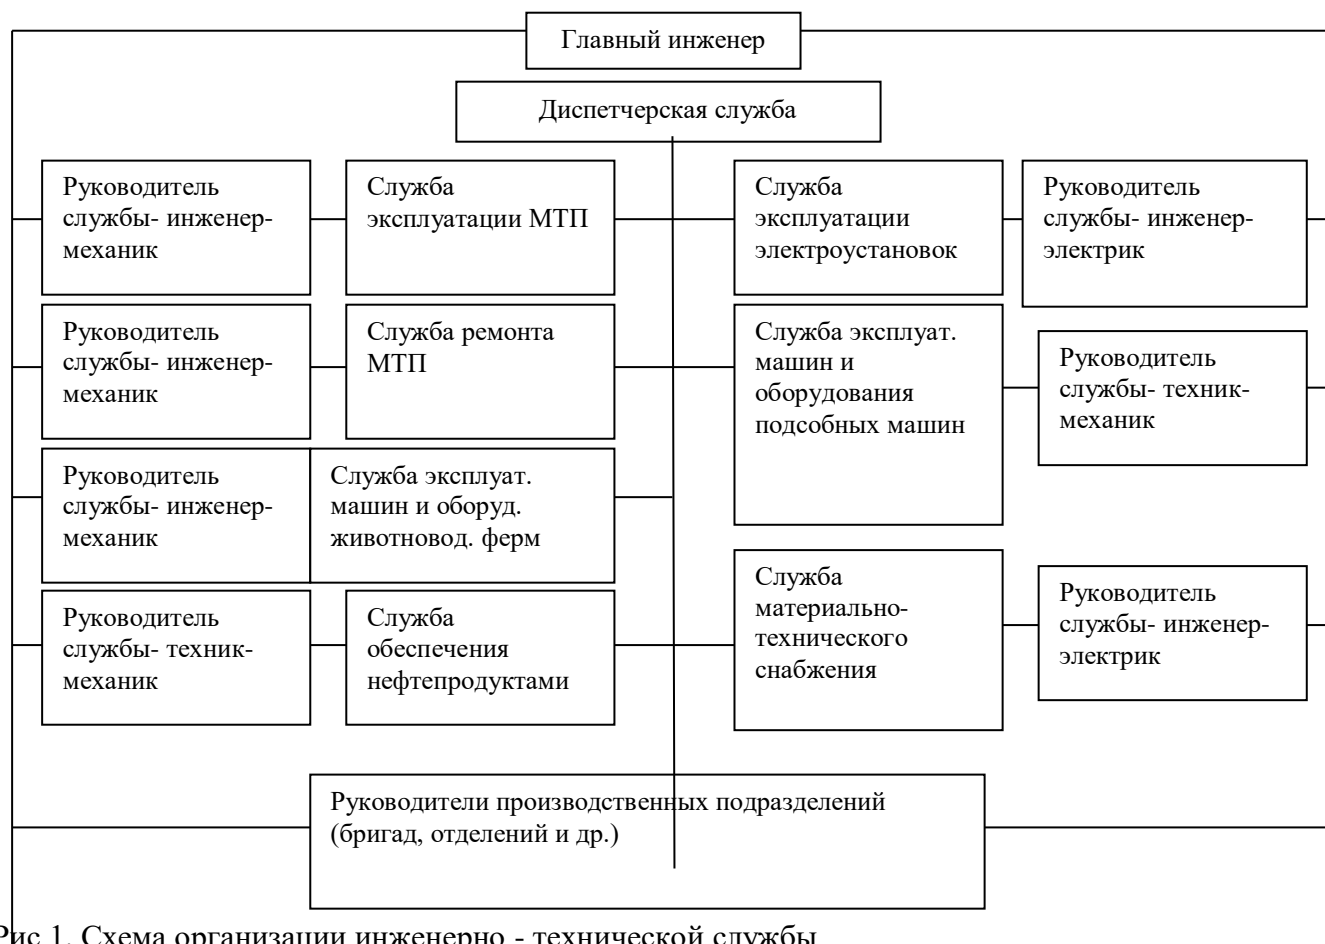 Главный инженер
Диспетчерская служба
Руководитель
службы- инженер-
механик
Служба
эксплуатации МТП
Служба
эксплуатации
электроустановок
Руководитель
службы- инженер-
электрик
Руководитель
службы- инженер-
механик
Служба ремонта
МТП
Служба эксплуат.
машин и
оборудования
подсобных машин
Руководитель
службы- техник-
механик
Руководитель
службы- инженер-
механик
Служба эксплуат.
машин и оборуд.
животновод. ферм
Руководитель
службы- техник-
механик
Служба
обеспечения
нефтепродуктами
Служба
материально-
технического
снабжения
Руководитель
службы- инженер-
электрик
Руководители производственных подразделений
(бригад, отделений и др.)
Рис 1. Схема организации инженерно - технической службы